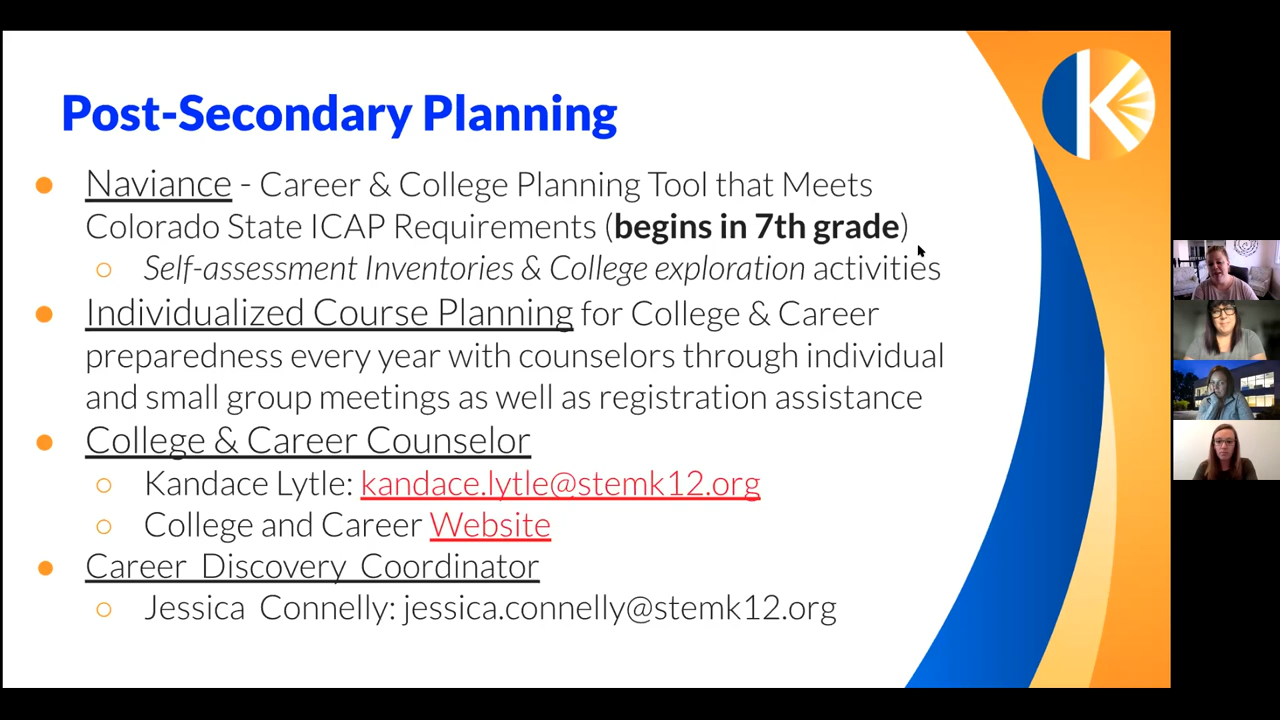 Post-Secondary Planning
● Naviance - Career & College Planning Tool that Meets
Colorado State ICAP Requirements (begins in 7th grade)
○ Self-assessment Inventories & College exploration activities
● Individualized Course Planning for College & Career
preparedness every year with counselors through individual
and small group meetings as well as registration assistance
● College & Career Counselor
○ Kandace Lytle: kandace.lytle@stemk12.org
○ College and Career Website
● Career Discovery Coordinator
○ Jessica Connelly: jessica.connelly@stemk12.org
K